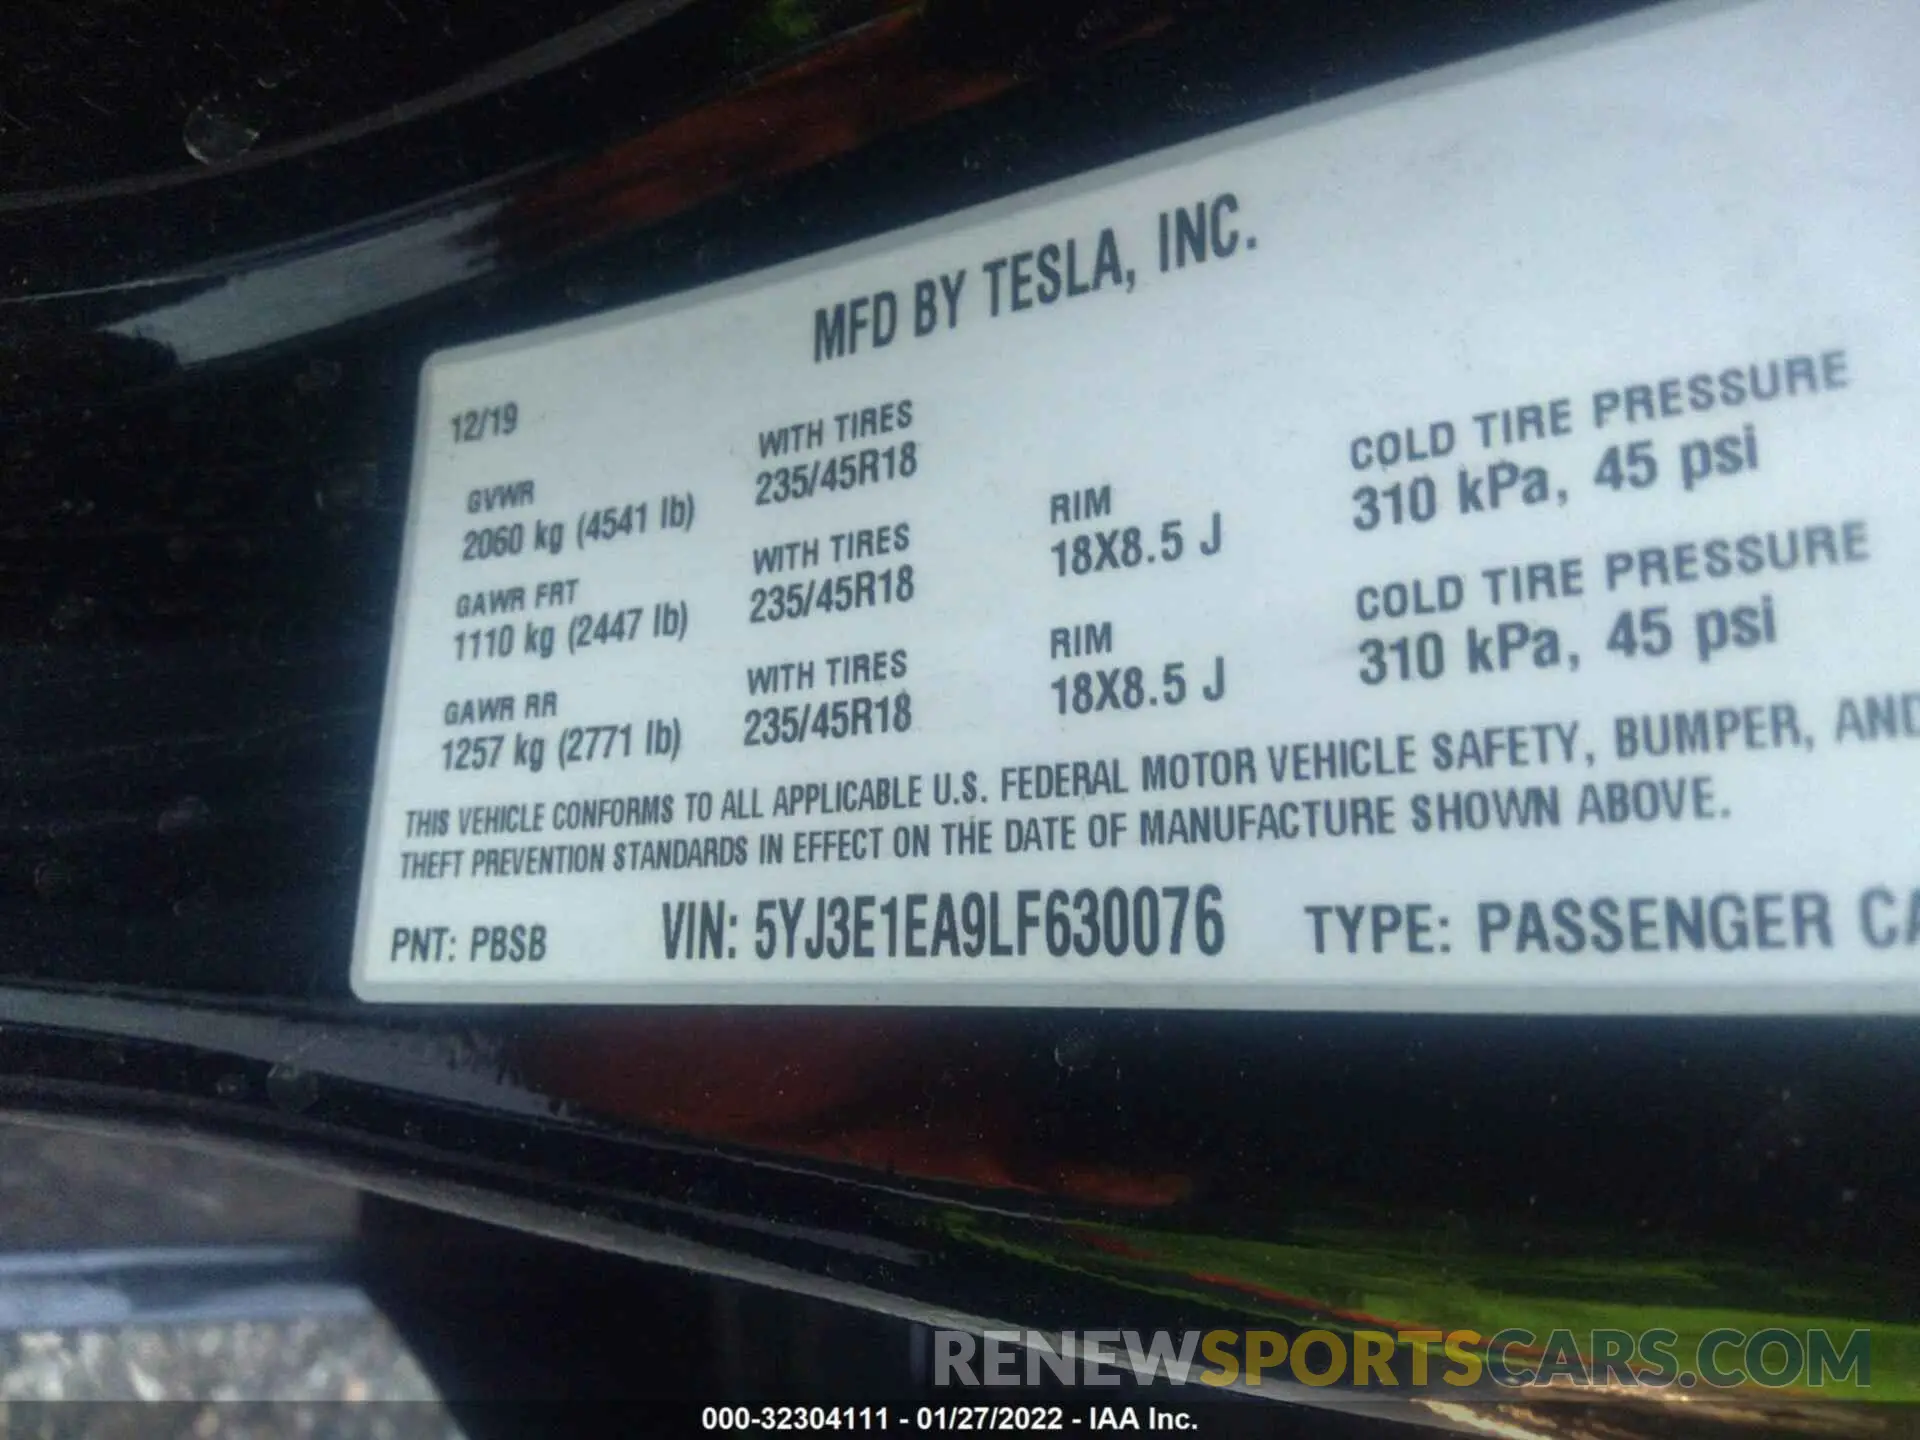 MFD BY TESLA, INC.
12/19
GVWR
2060 kg (4541 lb)
WITH TIRES
235/45R18
GAWR FRT
1110 kg (2447 lb)
WITH TIRES
235/45R18
RIM
18X8.5 J
COLD TIRE PRESSURE
310 kPa, 45 psi
GAWR RR
1257 kg (2771 lb)
WITH TIRES
235/45R18
RIM
18X8.5 J
COLD TIRE PRESSURE
310 kPa, 45 psi
THIS VEHICLE CONFORMS TO ALL APPLICABLE U.S. FEDERAL MOTOR VEHICLE SAFETY, BUMPER, AND
THEFT PREVENTION STANDARDS IN EFFECT ON THE DATE OF MANUFACTURE SHOWN ABOVE.
PNT: PBSB VIN: 5YJ3E1EA9LF630076 TYPE: PASSENGER CA
RENEWSPORTSCARS.COM
000-32304111 - 01/27/2022 - IAA Inc.